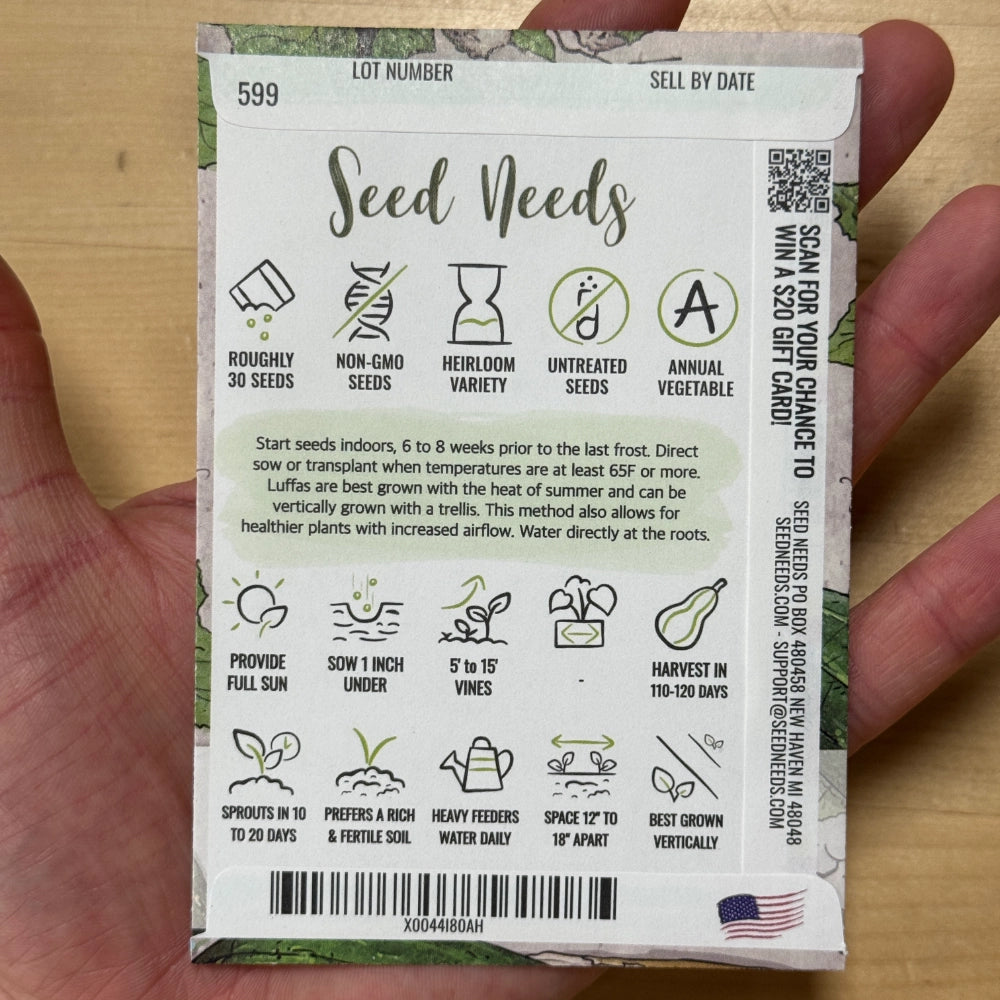 LOT NUMBER
SELL BY DATE
599
Seed Needs
ROUGHLY
30 SEEDS
NON-GMO
SEEDS
HEIRLOOM
VARIETY
UNTREATED
SEEDS
A
ANNUAL
VEGETABLE
Start seeds indoors, 6 to 8 weeks prior to the last frost. Direct
sow or transplant when temperatures are at least 65F or more.
Luffas are best grown with the heat of summer and can be
vertically grown with a trellis. This method also allows for
healthier plants with increased airflow. Water directly at the roots.
PROVIDE
FULL SUN
SOW 1 INCH
UNDER
5' to 15'
VINES
-
HARVEST IN
110-120 DAYS
SPROUTS IN 10
TO 20 DAYS
PREFERS A RICH
& FERTILE SOIL
HEAVY FEEDERS
WATER DAILY
SPACE 12" TO
18" APART
BEST GROWN
VERTICALLY
X0044I80AH
SCAN FOR YOUR CHANCE TO
WIN A $20 GIFT CARD!
SEED NEEDS PO BOX 480458 NEW HAVEN MI 48048
SEEDNEEDS.COM - SUPPORT@SEEDNEEDS.COM